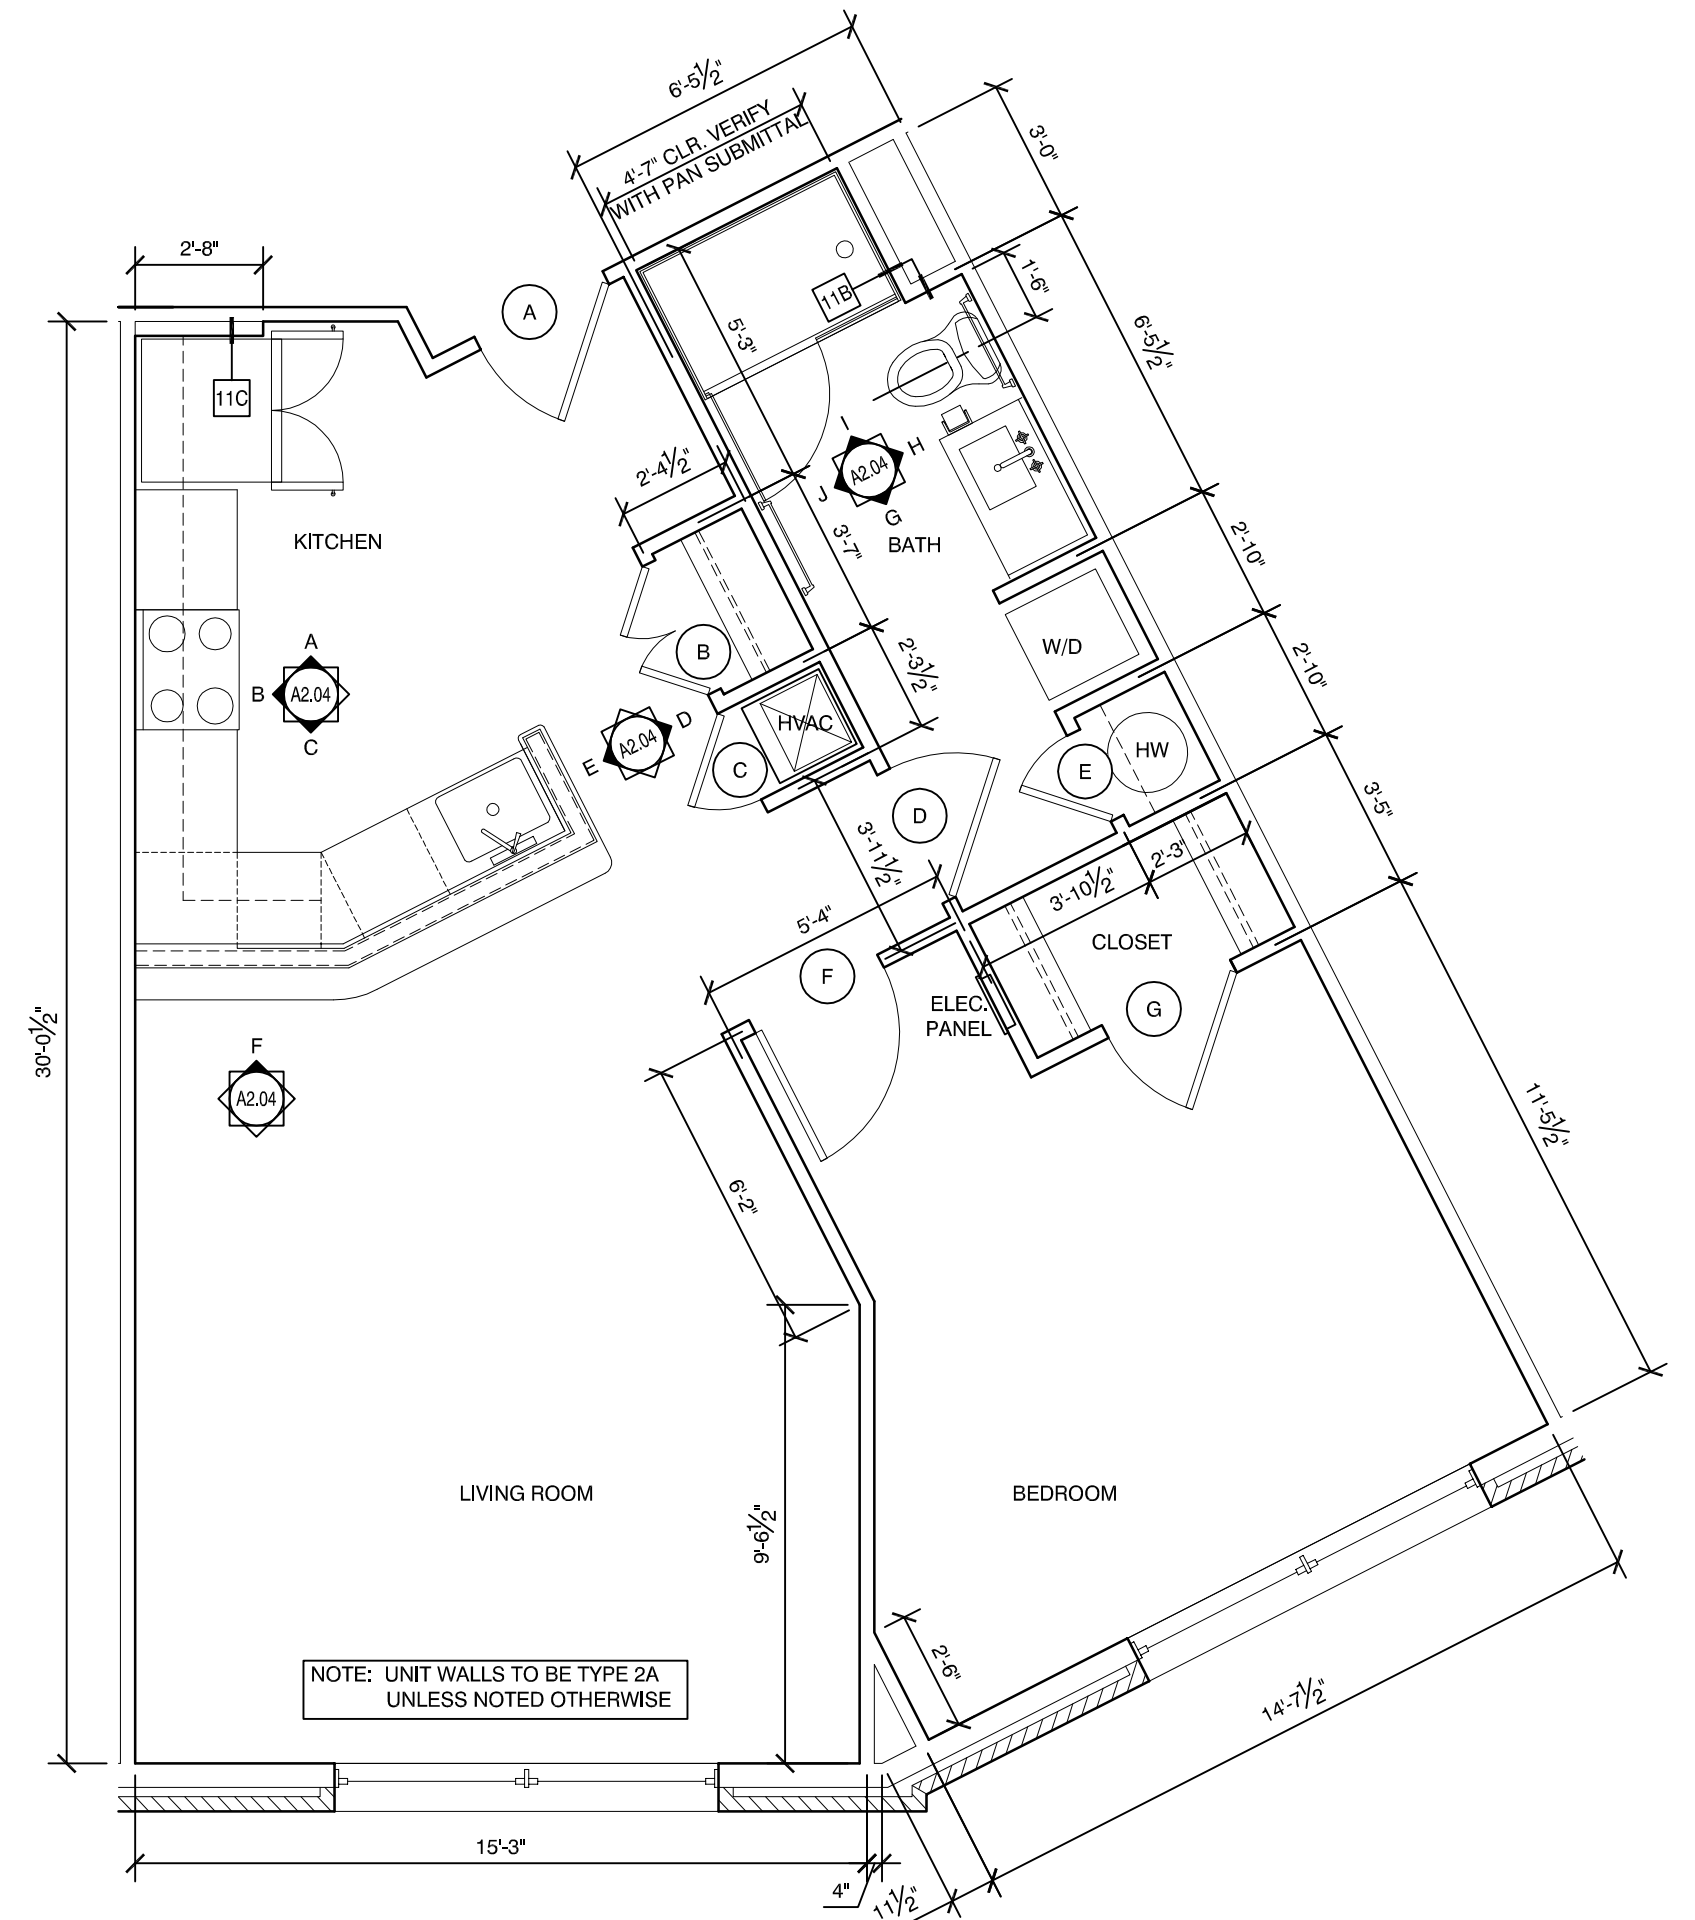 6'-5½"
4'-7" CLR. VERIFY
WITH PAN SUBMITTAL
3'-0"
2'-8"
A
11B
1'-6"
6'-5½"
5'-3"
11C
I
H
A2.04
J
G
2'-4½"
KITCHEN
3'-7"
BATH
2'-10"
A
B
A2.04
C
B
W/D
2'-3½"
2'-10"
D
A2.04
E
HVAC
C
HW
E
D
3'-5"
3'-11½"
2'-3"
3'-10½"
5'-4"
CLOSET
F
ELEC.
PANEL
G
30'-0½"
F
A2.04
11'-5½"
6'-2"
LIVING ROOM
BEDROOM
9'-6½"
2'-6"
NOTE: UNIT WALLS TO BE TYPE 2A
UNLESS NOTED OTHERWISE
14'-7½"
15'-3"
4"
11½"